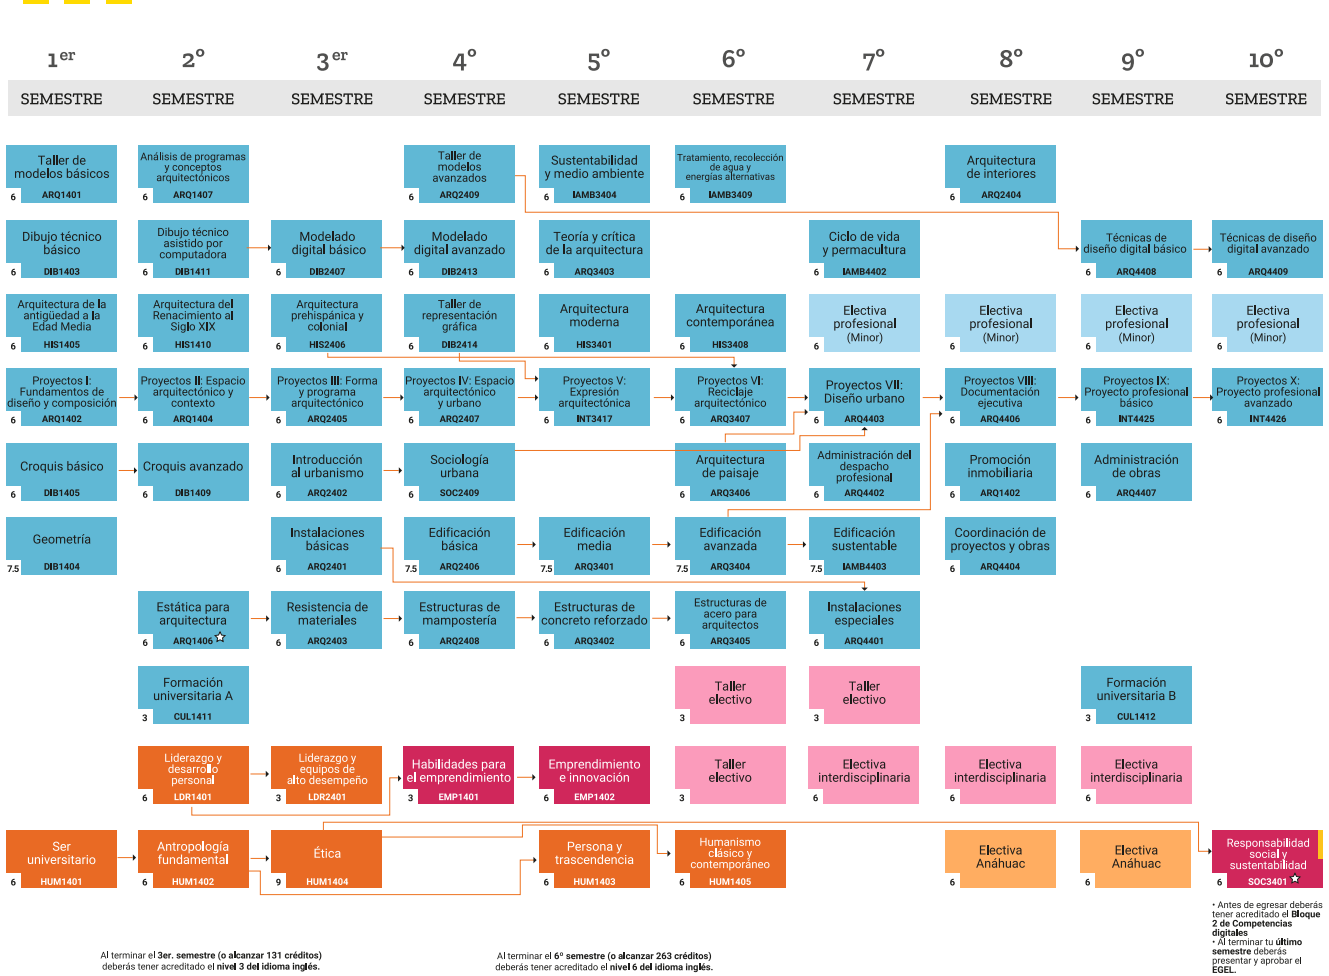 1er
2º
3er
4º
5º
6º
7º
8º
9º
10º
SEMESTRE
SEMESTRE
SEMESTRE
SEMESTRE
SEMESTRE
SEMESTRE
SEMESTRE
SEMESTRE
SEMESTRE
SEMESTRE
Taller de
modelos básicos
6 ARQ1401
Análisis de programas
y conceptos
arquitectónicos
6 ARQ1407
Taller de
modelos
avanzados
6 ARQ2409
Sustentabilidad
y medio ambiente
6 IAMB3404
Tratamiento, recolección
de agua y
energías alternativas
6 IAMB3409
Arquitectura
de interiores
6 ARQ2404
Dibujo técnico
básico
6 DIB1403
Dibujo técnico
asistido por
computadora
6 DIB1411
Modelado
digital básico
6 DIB2407
Modelado
digital avanzado
6 DIB2413
Teoría y crítica
de la arquitectura
6 ARQ3403
Ciclo de vida
y permacultura
6 IAMB4402
Técnicas de
diseño digital básico
6 ARQ4408
Técnicas de diseño
digital avanzado
6 ARQ4409
Arquitectura de la
antigüedad a la
Edad Media
6 HIS1405
Arquitectura del
Renacimiento al
Siglo XIX
6 HIS1410
Arquitectura
prehispánica y
colonial
6 HIS2406
Taller de
representación
gráfica
6 DIB2414
Arquitectura
moderna
6 HIS3401
Arquitectura
contemporánea
6 HIS3408
Electiva
profesional
(Minor)
6
Electiva
profesional
(Minor)
6
Electiva
profesional
(Minor)
6
Electiva
profesional
(Minor)
6
Proyectos I:
Fundamentos de
diseño y composición
6 ARQ1402
Proyectos II: Espacio
arquitectónico y
contexto
6 ARQ1404
Proyectos III: Forma
y programa
arquitectónico
6 ARQ2405
Proyectos IV: Espacio
arquitectónico
y urbano
6 ARQ2407
Proyectos V:
Expresión
arquitectónica
6 INT3417
Proyectos VI:
Reciclaje
arquitectónico
6 ARQ3407
Proyectos VII:
Diseño urbano
6 ARQ4403
Proyectos VIII:
Documentación
ejecutiva
6 ARQ4406
Proyectos IX:
Proyecto profesional
básico
6 INT4425
Proyectos X:
Proyecto profesional
avanzado
6 INT4426
Croquis básico
6 DIB1405
Croquis avanzado
6 DIB1409
Introducción
al urbanismo
6 ARQ2402
Sociología
urbana
6 SOC2409
Arquitectura
de paisaje
6 ARQ3406
Administración del
despacho
profesional
6 ARQ4402
Promoción
inmobiliaria
6 ARQ1402
Administración
de obras
6 ARQ4407
Geometría
7.5 DIB1404
Instalaciones
básicas
6 ARQ2401
Edificación
básica
7.5 ARQ2406
Edificación
media
7.5 ARQ3401
Edificación
avanzada
7.5 ARQ3404
Edificación
sustentable
7.5 IAMB4403
Coordinación de
proyectos y obras
6 ARQ4404
Estática para
arquitectura
6 ARQ1406
Resistencia de
materiales
6 ARQ2403
Estructuras de
mampostería
6 ARQ2408
Estructuras de
concreto reforzado
6 ARQ3402
Estructuras de
acero para
arquitectos
6 ARQ3405
Instalaciones
especiales
6 ARQ4401
Formación
universitaria A
3 CUL1411
Taller
electivo
3
Taller
electivo
3
Formación
universitaria B
3 CUL1412
Liderazgo y
desarrollo
personal
6 LDR1401
Liderazgo y
equipos de
alto desempeño
3 LDR2401
Habilidades para
el emprendimiento
3 EMP1401
Emprendimiento
e innovación
6 EMP1402
Taller
electivo
3
Electiva
interdisciplinaria
6
Electiva
interdisciplinaria
6
Electiva
interdisciplinaria
6
Ser
universitario
6 HUM1401
Antropología
fundamental
6 HUM1402
Ética
9 HUM1404
Persona y
trascendencia
6 HUM1403
Humanismo
clásico y
contemporáneo
6 HUM1405
Electiva
Anáhuac
6
Electiva
Anáhuac
6
Responsabilidad
social y
sustentabilidad
6 SOC3401
• Antes de egresar deberás
tener acreditado el Bloque
2 de Competencias
digitales
• Al terminar tu último
semestre deberás
presentar y aprobar el
EGEL.
Al terminar el 3er. semestre (o alcanzar 131 créditos)
deberás tener acreditado el nivel 3 del idioma inglés.
Al terminar el 6º semestre (o alcanzar 263 créditos)
deberás tener acreditado el nivel 6 del idioma inglés.